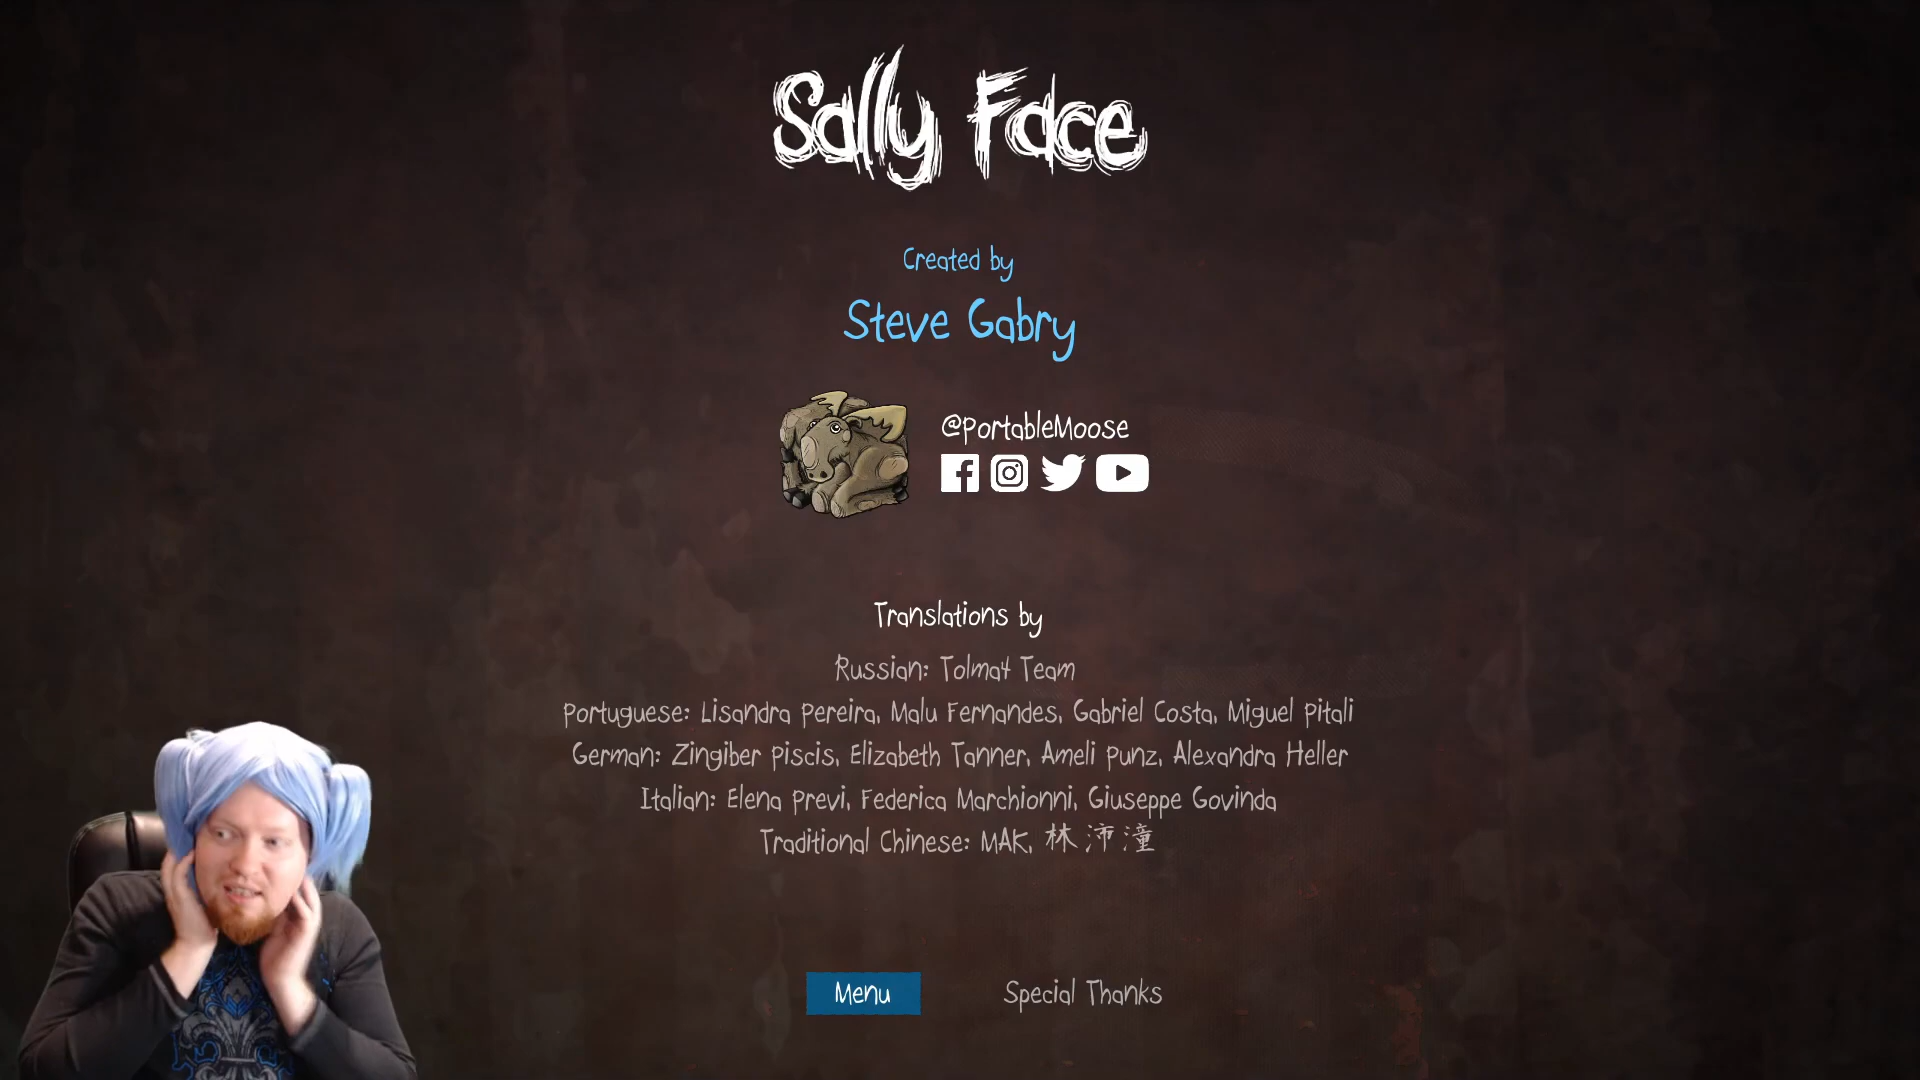 Sally Face
Created by
Steve Gabry
@PortableMoose
Translations by
Russian: Tolma4 Team
Portuguese: Lisandra Pereira, Malu Fernandes, Gabriel Costa, Miguel Pitali
German: Zingiber Piscis, Elizabeth Tanner, Ameli Punz, Alexandra Heller
Italian: Elena Previ, Federica Marchionni, Giuseppe Govinda
Traditional Chinese: MAK, 林沛潼
Menu
Special Thanks